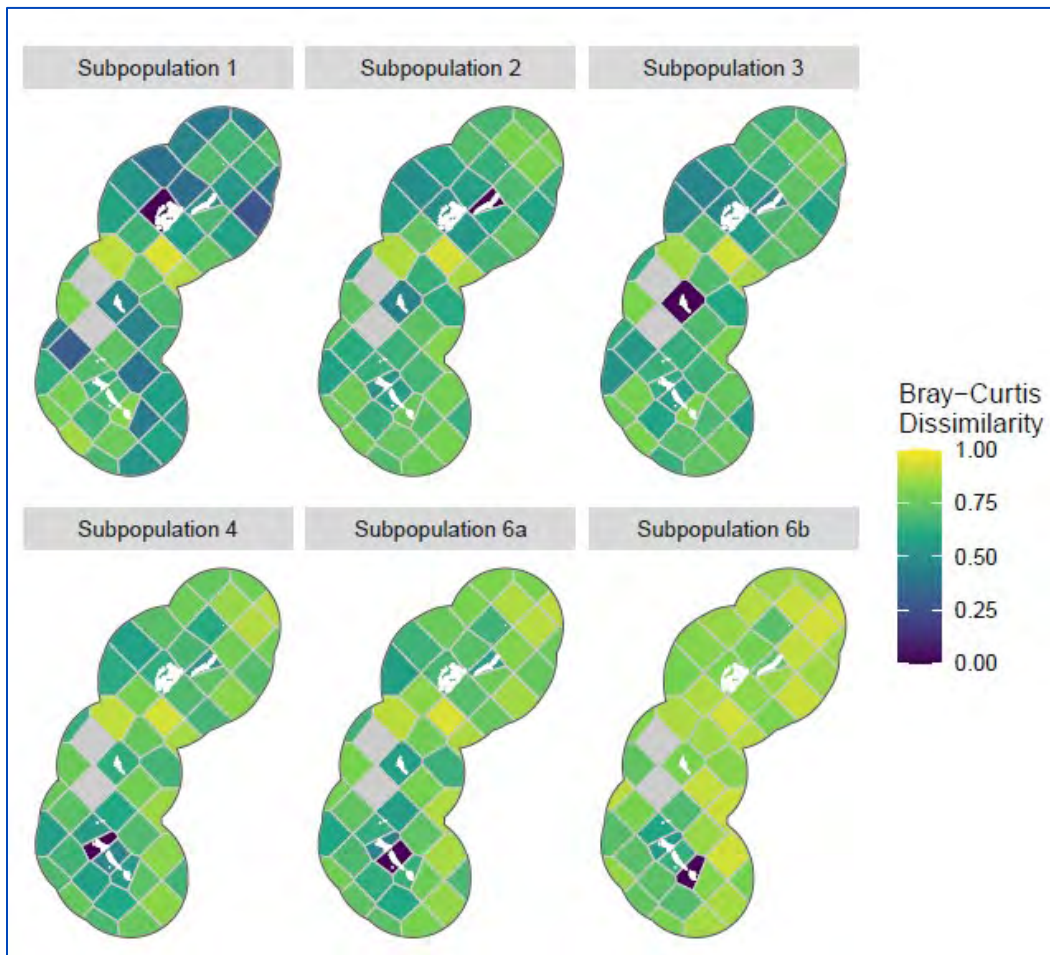 Subpopulation 1
Subpopulation 2
Subpopulation 3
Bray−Curtis
Dissimilarity
1.00
0.75
0.50
0.25
0.00
Subpopulation 4
Subpopulation 6a
Subpopulation 6b